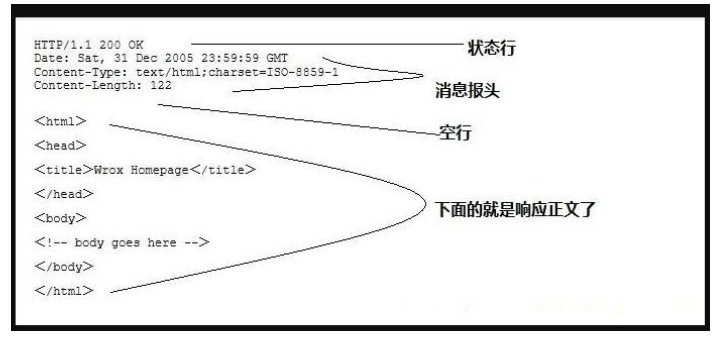 HTTP/1.1 200 OK
状态行
Date: Sat, 31 Dec 2005 23:59:59 GMT
Content-Type: text/html;charset=ISO-8859-1
Content-Length: 122
消息报头
空行
<html>
<head>
<title>Wrox Homepage</title>
</head>
下面的就是响应正文了
<body>
<!-- body goes here -->
</body>
</html>